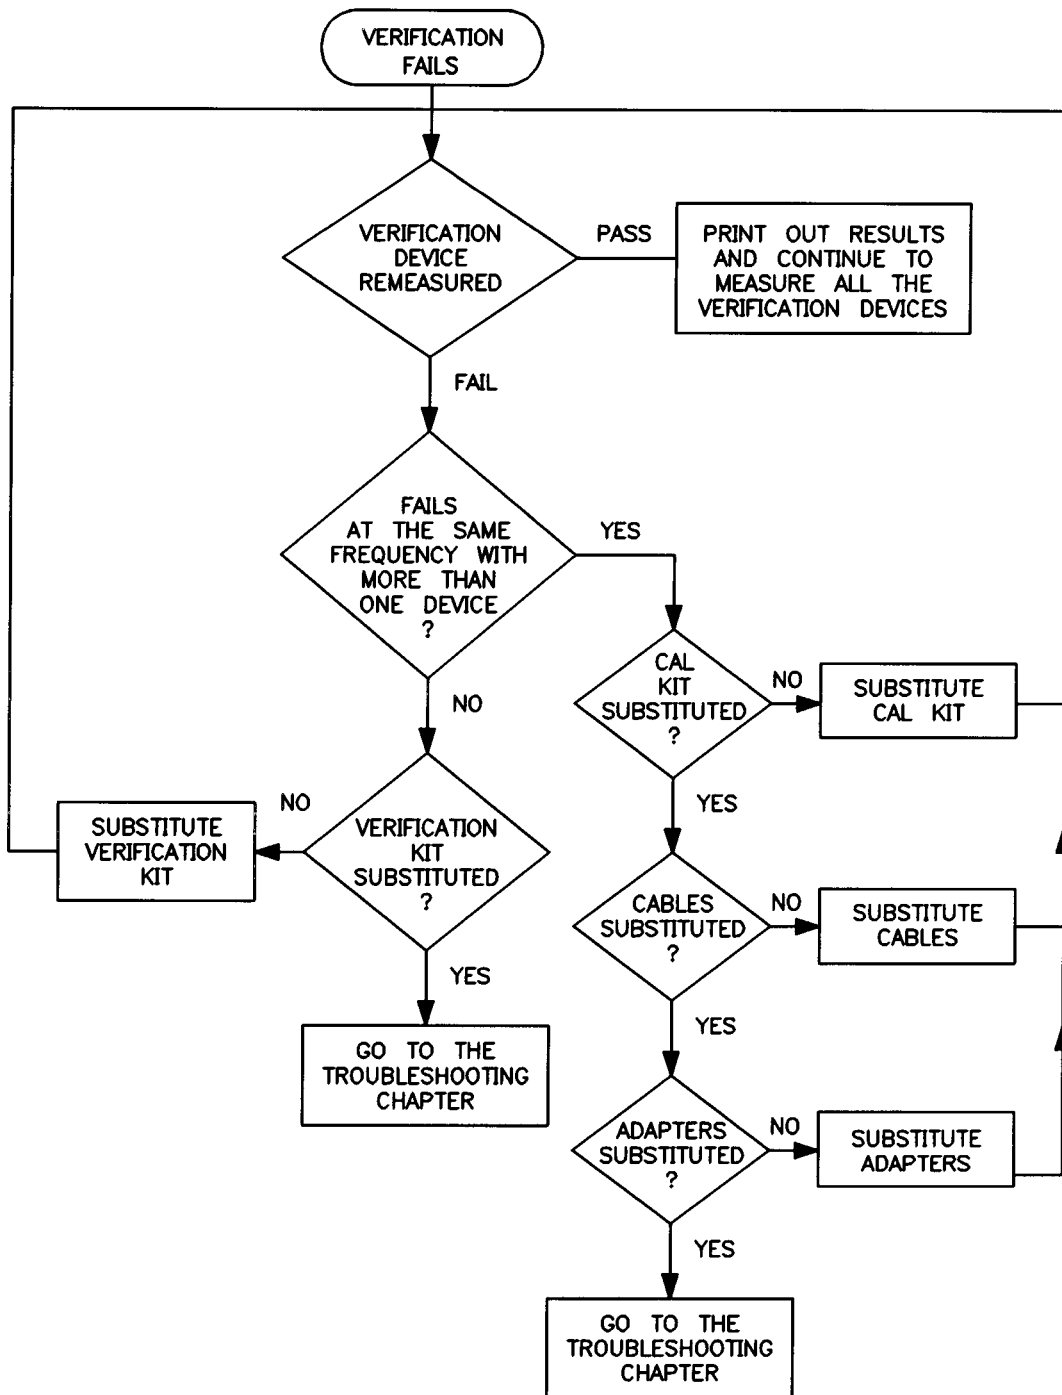 VERIFICATION
FAILS
VERIFICATION
DEVICE
REMEASURED
PASS
PRINT OUT RESULTS
AND CONTINUE TO
MEASURE ALL THE
VERIFICATION DEVICES
FAIL
FAILS
AT THE SAME
FREQUENCY WITH
MORE THAN
ONE DEVICE
?
YES
NO
CAL
KIT
SUBSTITUTED
?
NO
SUBSTITUTE
CAL KIT
YES
VERIFICATION
KIT
SUBSTITUTED
?
NO
SUBSTITUTE
VERIFICATION
KIT
YES
GO TO THE
TROUBLESHOOTING
CHAPTER
CABLES
SUBSTITUTED
?
NO
SUBSTITUTE
CABLES
YES
ADAPTERS
SUBSTITUTED
?
NO
SUBSTITUTE
ADAPTERS
YES
GO TO THE
TROUBLESHOOTING
CHAPTER